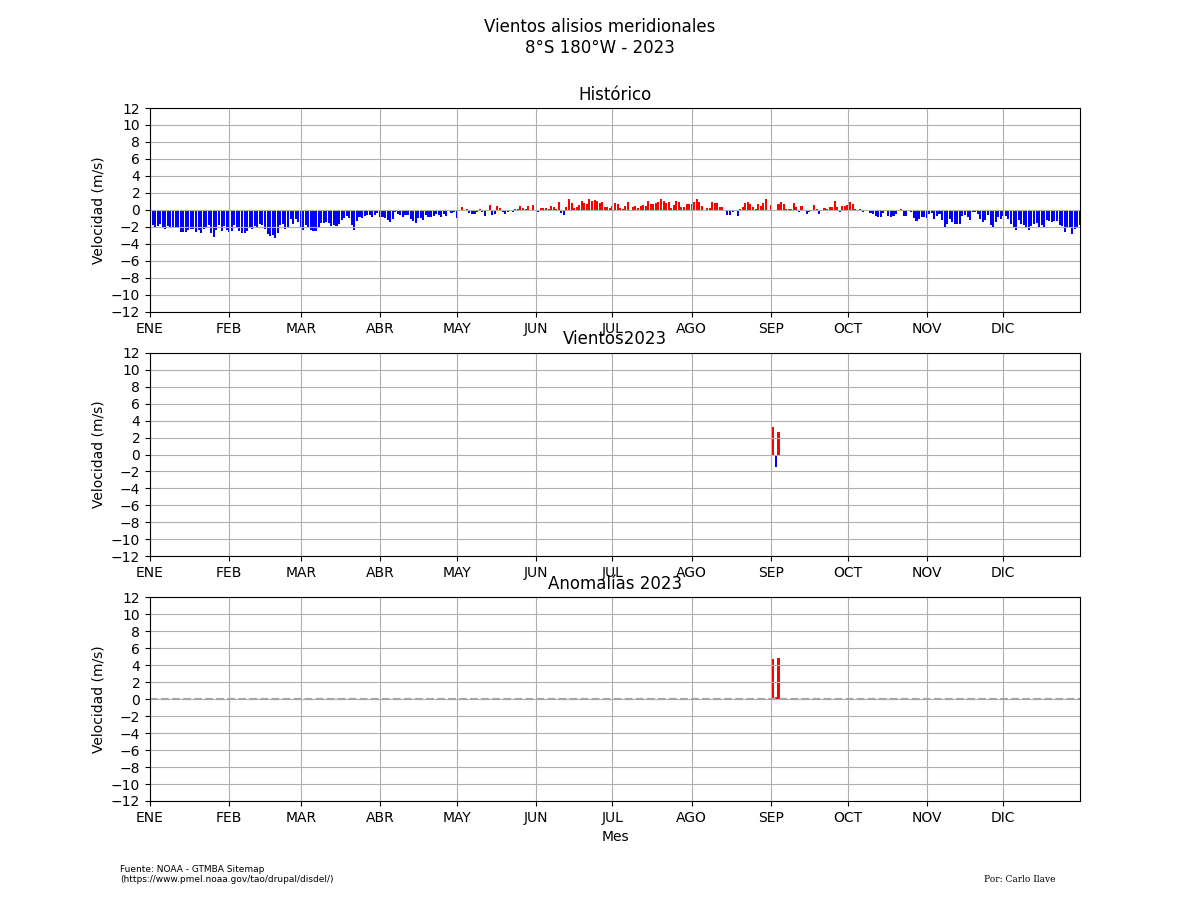 Vientos alisios meridionales
8°S 180°W - 2023
Histórico
12
10
8
6
4
2
0
−2
−4
−6
−8
−10
−12
Velocidad (m/s)
ENE FEB MAR ABR MAY JUN JUL AGO SEP OCT NOV DIC
Vientos2023
12
10
8
6
4
2
0
−2
−4
−6
−8
−10
−12
Velocidad (m/s)
ENE FEB MAR ABR MAY JUN JUL AGO SEP OCT NOV DIC
Anomalías 2023
12
10
8
6
4
2
0
−2
−4
−6
−8
−10
−12
Velocidad (m/s)
ENE FEB MAR ABR MAY JUN JUL AGO SEP OCT NOV DIC
Mes
Fuente: NOAA - GTMBA Sitemap
(https://www.pmel.noaa.gov/tao/drupal/disdel/)
Por: Carlo Ilave